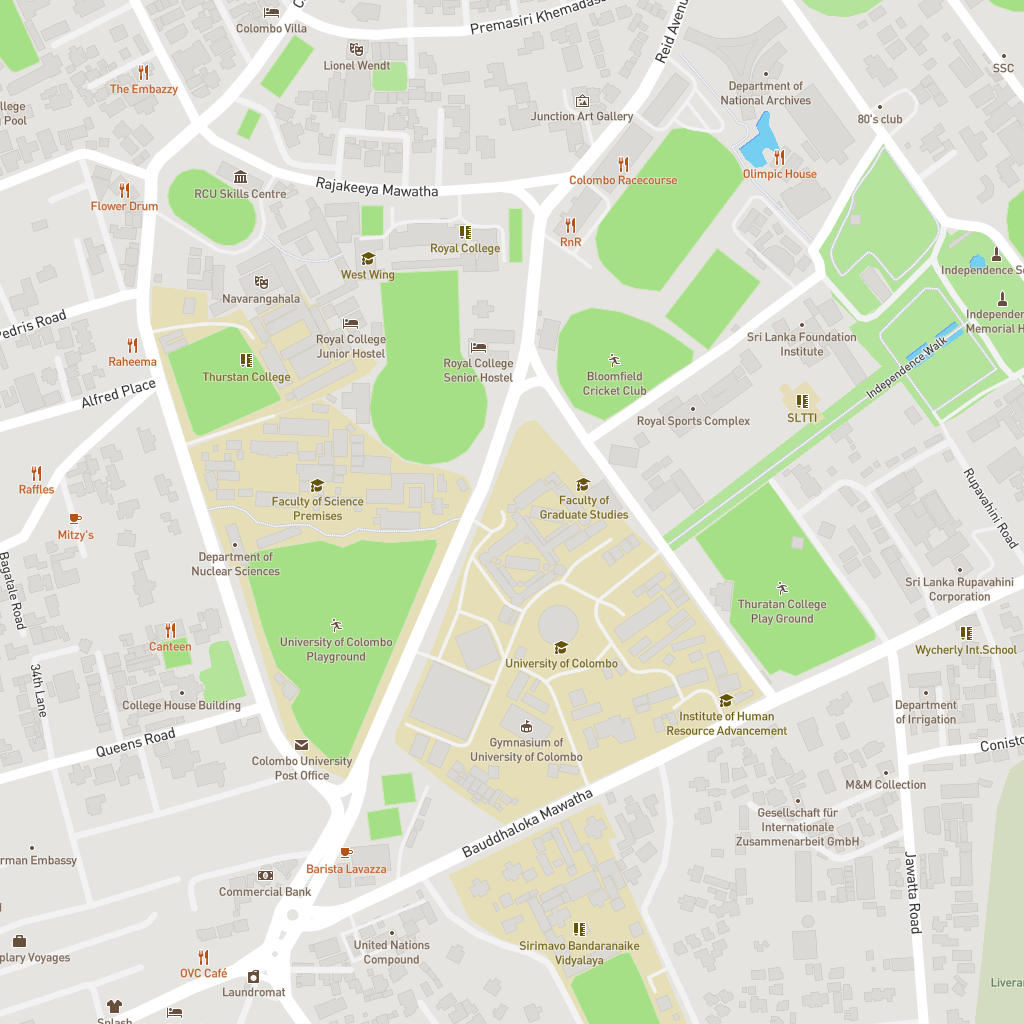 Colombo Villa
Premasiri Khemadasa
Reid Avenue
Lionel Wendt
The Embazzy
SSC
Department of
National Archives
Junction Art Gallery
80's club
Olimpic House
Colombo Racecourse
RCU Skills Centre
Rajakeeya Mawatha
Flower Drum
Royal College
RnR
West Wing
Navarangahala
Independence
Independence
Pedris Road
Royal College
Junior Hostel
Sri Lanka Foundation
Institute
Raheema
Royal College
Senior Hostel
Independence Walk
Thurstan College
Bloomfield
Cricket Club
Alfred Place
Royal Sports Complex
SLTTI
Raffles
Faculty of Science
Premises
Faculty of
Graduate Studies
Rupavahini Road
Mitzy's
Department of
Nuclear Sciences
Bagatale Road
Sri Lanka Rupavahini
Corporation
Thuratan College
Play Ground
University of Colombo
Playground
Canteen
Wycherly Int.School
University of Colombo
34th Lane
College House Building
Department
of Irrigation
Institute of Human
Resource Advancement
Queens Road
Gymnasium of
University of Colombo
Colombo University
Post Office
M&M Collection
Gesellschaft für
Internationale
Zusammenarbeit GmbH
Bauddhaloka Mawatha
Barista Lavazza
Commercial Bank
Jawatta Road
Sirimavo Bandaranaike
Vidyalaya
United Nations
Compound
OVC Café
Laundromat
Splash